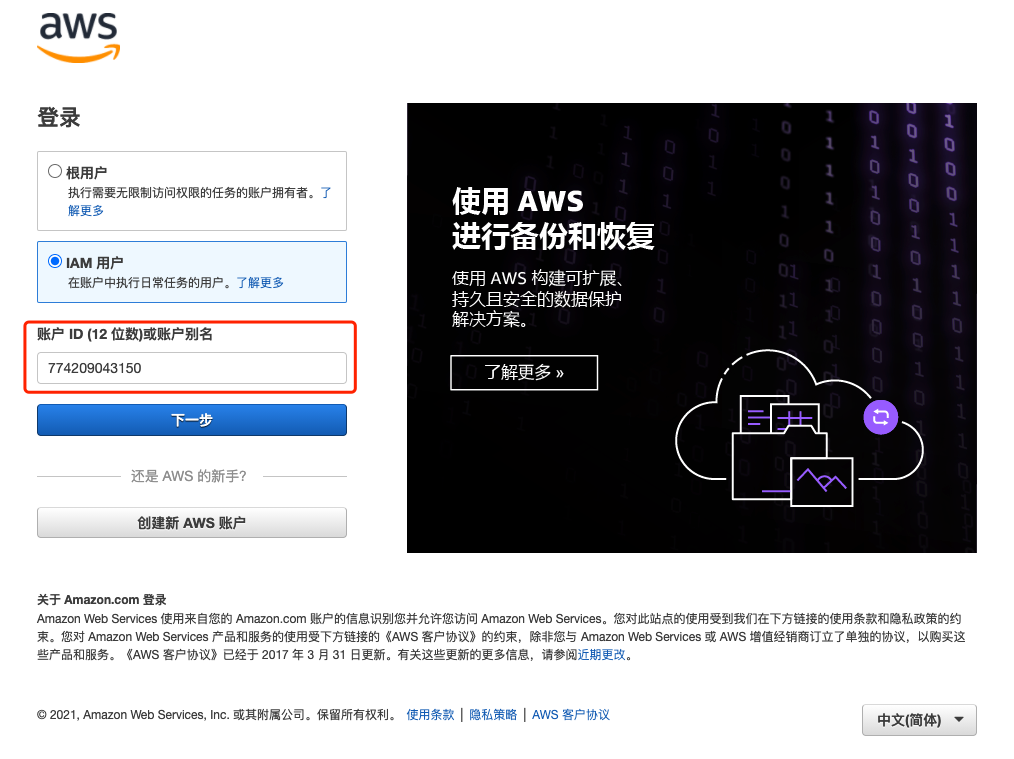 aws
登录
根用户
执行需要无限制访问权限的任务的账户拥有者。了
解更多
IAM 用户
在账户中执行日常任务的用户。了解更多
账户 ID (12 位数)或账户别名
774209043150
下一步
还是 AWS 的新手?
创建新 AWS 账户
使用 AWS
进行备份和恢复
使用 AWS 构建可扩展、
持久且安全的数据保护
解决方案。
了解更多 »
关于 Amazon.com 登录
Amazon Web Services 使用来自您的 Amazon.com 账户的信息识别您并允许您访问 Amazon Web Services。您对此站点的使用受到我们在下方链接的使用条款和隐私政策的约
束。您对 Amazon Web Services 产品和服务的使用受下方链接的《AWS 客户协议》的约束，除非您与 Amazon Web Services 或 AWS 增值经销商订立了单独的协议，以购买这
些产品和服务。《AWS 客户协议》已经于 2017 年 3 月 31 日更新。有关这些更新的更多信息，请参阅近期更改。
© 2021, Amazon Web Services, Inc. 或其附属公司。保留所有权利。 使用条款 | 隐私策略 | AWS 客户协议
中文(简体)